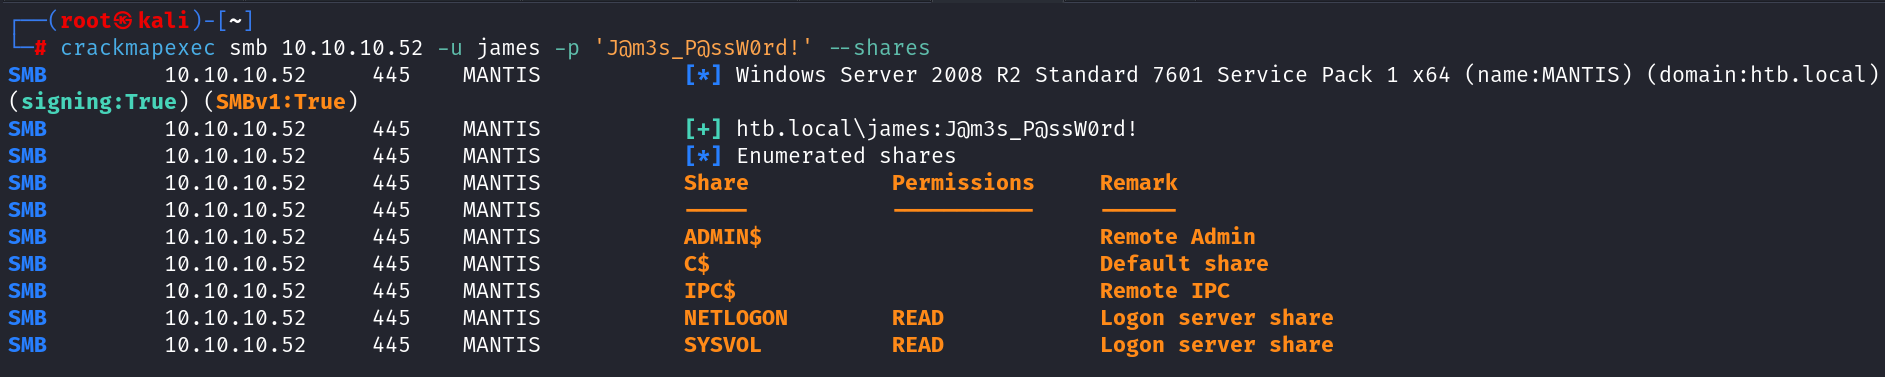 ┌──(root㉿kali)-[~]
└─# crackmapexec smb 10.10.10.52 -u james -p 'J@m3s_P@ssW0rd!' --shares
SMB         10.10.10.52     445    MANTIS           [*] Windows Server 2008 R2 Standard 7601 Service Pack 1 x64 (name:MANTIS) (domain:htb.local)
(signing:True) (SMBv1:True)
SMB         10.10.10.52     445    MANTIS           [+] htb.local\james:J@m3s_P@ssW0rd!
SMB         10.10.10.52     445    MANTIS           [*] Enumerated shares
SMB         10.10.10.52     445    MANTIS           Share           Permissions     Remark
SMB         10.10.10.52     445    MANTIS           -----           -----------     ------
SMB         10.10.10.52     445    MANTIS           ADMIN$                          Remote Admin
SMB         10.10.10.52     445    MANTIS           C$                              Default share
SMB         10.10.10.52     445    MANTIS           IPC$                            Remote IPC
SMB         10.10.10.52     445    MANTIS           NETLOGON        READ            Logon server share
SMB         10.10.10.52     445    MANTIS           SYSVOL          READ            Logon server share